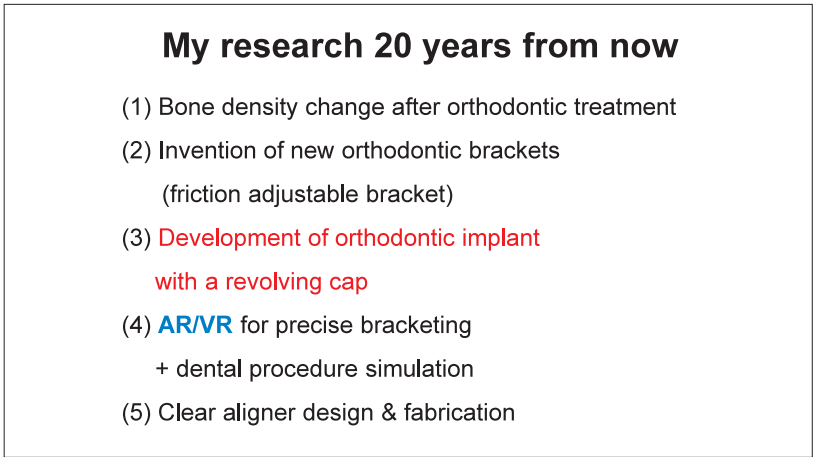 My research 20 years from now
(1) Bone density change after orthodontic treatment
(2) Invention of new orthodontic brackets
(friction adjustable bracket)
(3) Development of orthodontic implant
with a revolving cap
(4) AR/VR for precise bracketing
+ dental procedure simulation
(5) Clear aligner design & fabrication